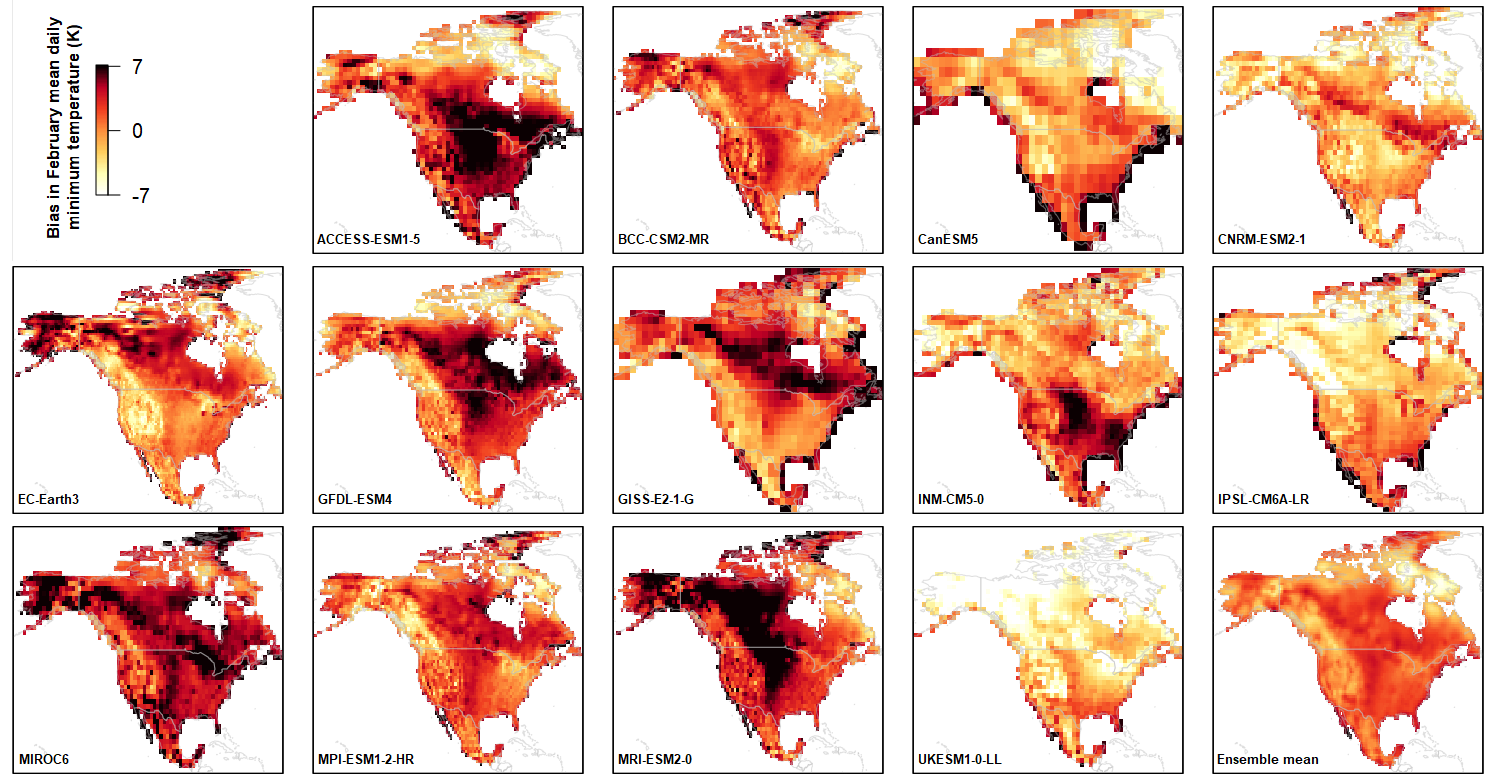 Bias in February mean daily
minimum temperature (K)
7
0
-7
ACCESS-ESM1-5
BCC-CSM2-MR
CanESM5
CNRM-ESM2-1
EC-Earth3
GFDL-ESM4
GISS-E2-1-G
INM-CM5-0
IPSL-CM6A-LR
MIROC6
MPI-ESM1-2-HR
MRI-ESM2-0
UKESM1-0-LL
Ensemble mean